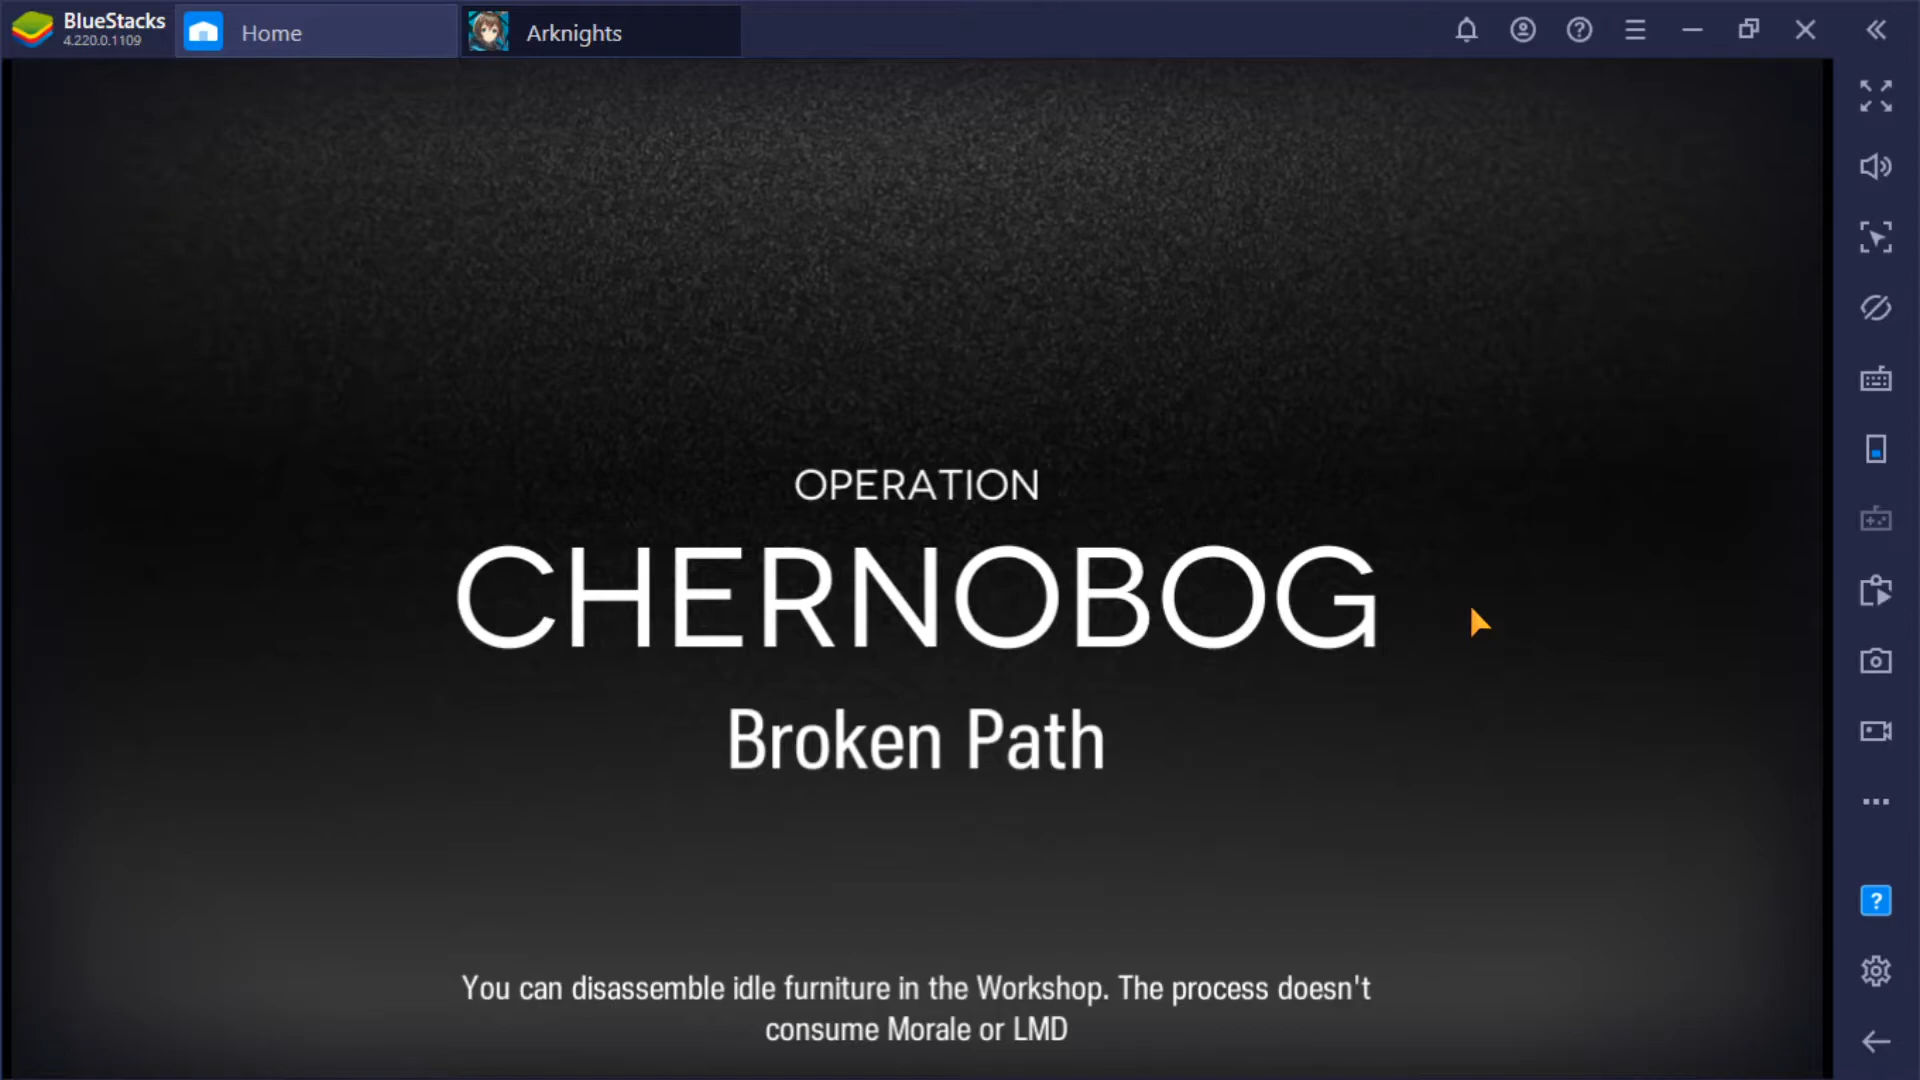 BlueStacks
4.220.0.1109
Home
Arknights
OPERATION
CHERNOBOG
Broken Path
You can disassemble idle furniture in the Workshop. The process doesn't
consume Morale or LMD